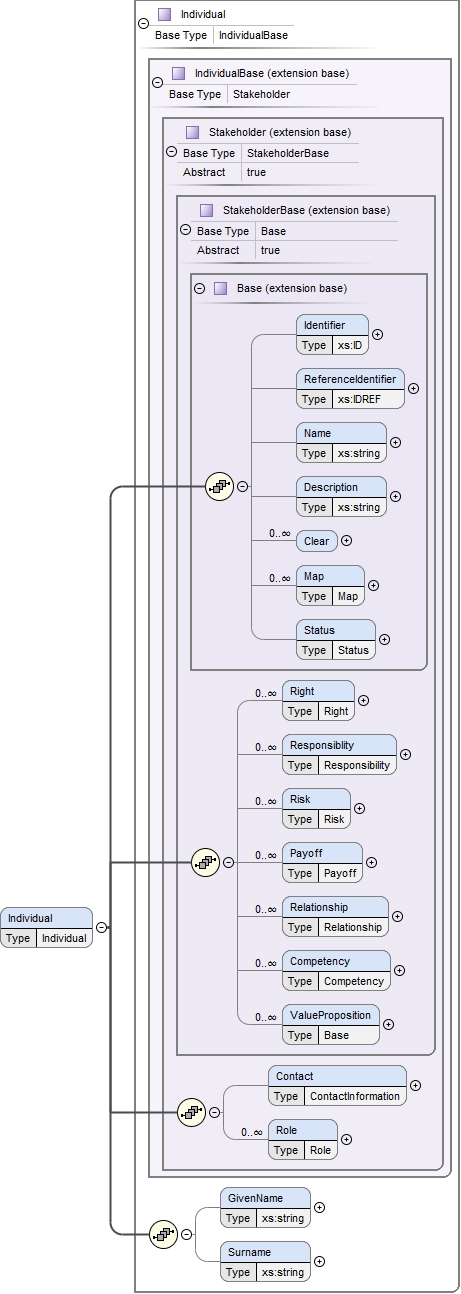 Individual
Base Type IndividualBase
IndividualBase (extension base)
Base Type Stakeholder
Stakeholder (extension base)
Base Type StakeholderBase
Abstract true
StakeholderBase (extension base)
Base Type Base
Abstract true
Base (extension base)
Identifier
Type xs:ID
ReferenceIdentifier
Type xs:IDREF
Name
Type xs:string
Description
Type xs:string
0..∞
Clear
0..∞
Map
Type Map
Status
Type Status
0..∞
Right
Type Right
0..∞
Responsiblity
Type Responsibility
0..∞
Risk
Type Risk
0..∞
Payoff
Type Payoff
0..∞
Relationship
Type Relationship
0..∞
Competency
Type Competency
0..∞
ValueProposition
Type Base
Individual
Type Individual
Contact
Type ContactInformation
0..∞
Role
Type Role
GivenName
Type xs:string
Surname
Type xs:string